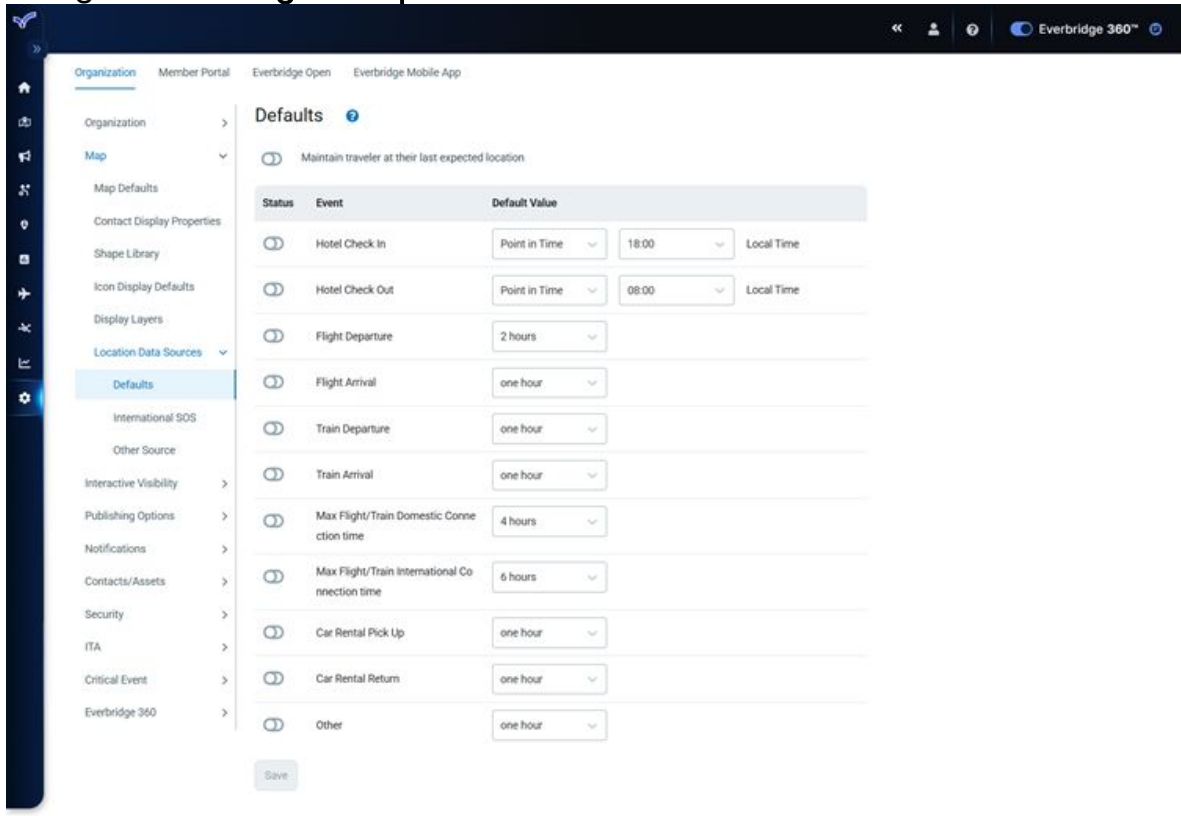 Everbridge 360™
Organization Member Portal Everbridge Open Everbridge Mobile App
Organization
Map
Map Defaults
Contact Display Properties
Shape Library
Icon Display Defaults
Display Layers
Location Data Sources
Defaults
International SOS
Other Source
Interactive Visibility
Publishing Options
Notifications
Contacts/Assets
Security
ITA
Critical Event
Everbridge 360
Defaults
Maintain traveler at their last expected location
Status Event Default Value
Hotel Check In Point in Time 18:00 Local Time
Hotel Check Out Point in Time 08:00 Local Time
Flight Departure 2 hours
Flight Arrival one hour
Train Departure one hour
Train Arrival one hour
Max Flight/Train Domestic Conne
ction time
4 hours
Max Flight/Train International Co
nnection time
6 hours
Car Rental Pick Up one hour
Car Rental Return one hour
Other one hour
Save